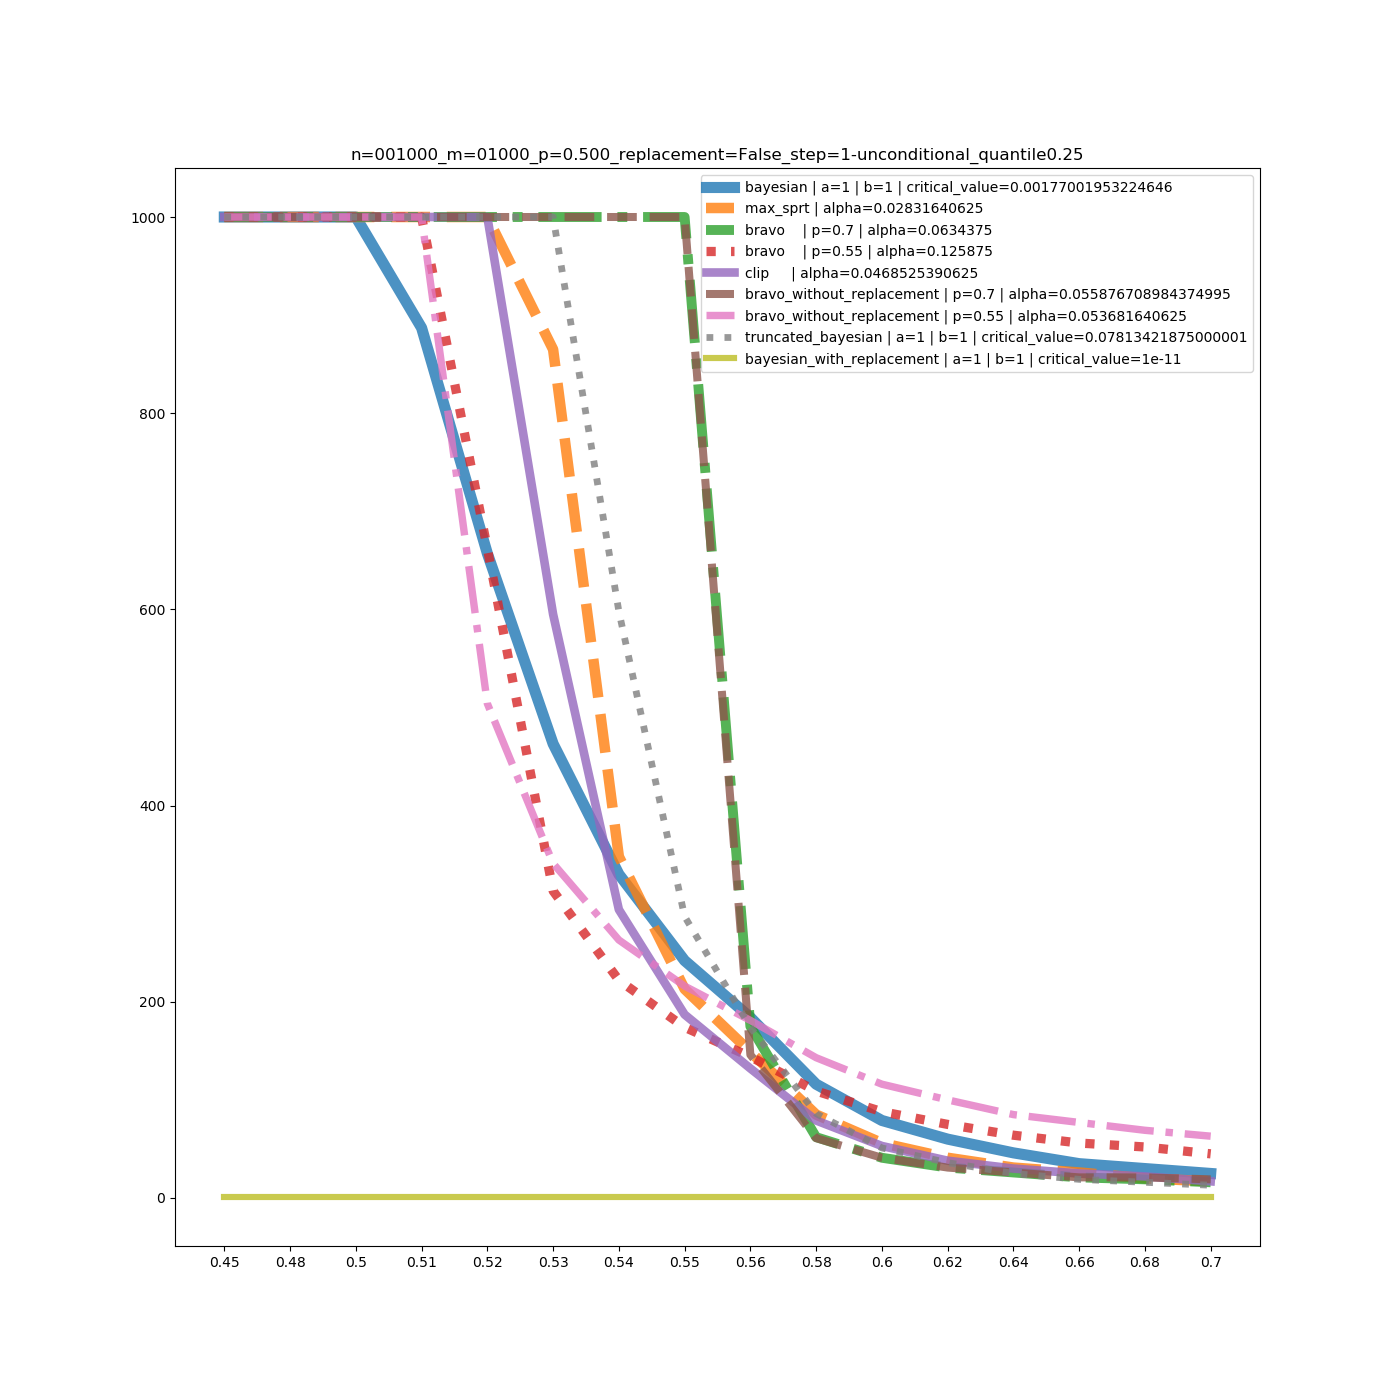 n=001000_m=01000_p=0.500_replacement=False_step=1-unconditional_quantile0.25
bayesian | a=1 | b=1 | critical_value=0.00177001953224646
max_sprt | alpha=0.02831640625
bravo    | p=0.7 | alpha=0.0634375
bravo    | p=0.55 | alpha=0.125875
clip     | alpha=0.0468525390625
bravo_without_replacement | p=0.7 | alpha=0.055876708984374995
bravo_without_replacement | p=0.55 | alpha=0.053681640625
truncated_bayesian | a=1 | b=1 | critical_value=0.07813421875000001
bayesian_with_replacement | a=1 | b=1 | critical_value=1e-11
1000
800
600
400
200
0
0.45 0.48 0.5 0.51 0.52 0.53 0.54 0.55 0.56 0.58 0.6 0.62 0.64 0.66 0.68 0.7